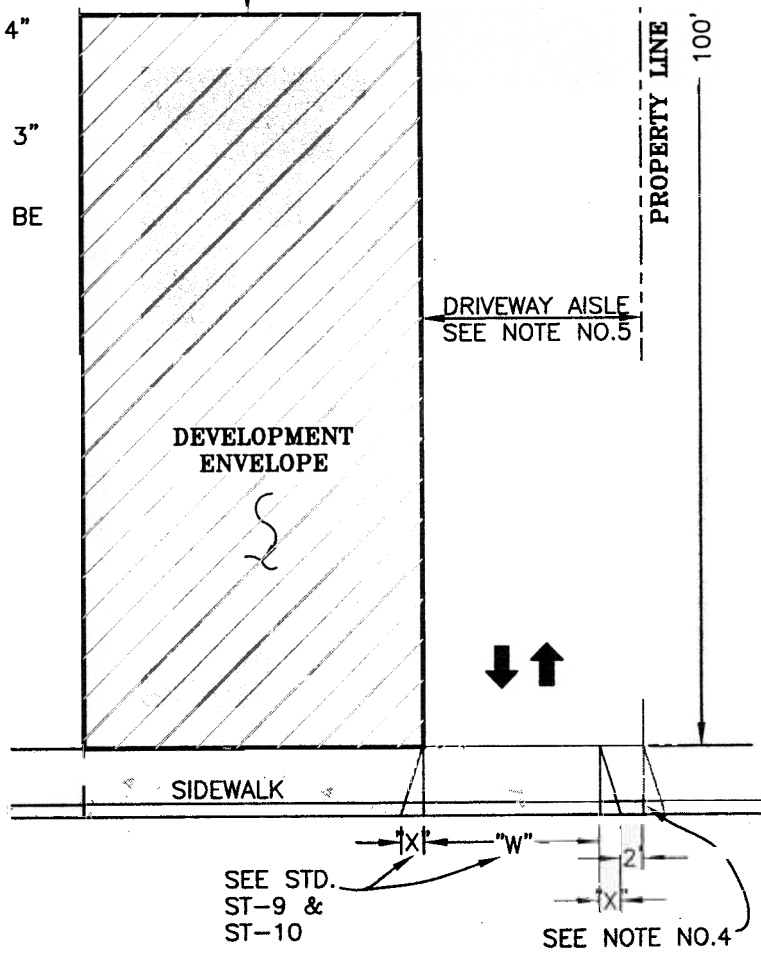 4"
3"
BE
100'
PROPERTY LINE
DRIVEWAY AISLE
SEE NOTE NO.5
DEVELOPMENT
ENVELOPE
SIDEWALK
"X"
"W"
2'
"X"
SEE STD.
ST-9 &
ST-10
SEE NOTE NO.4